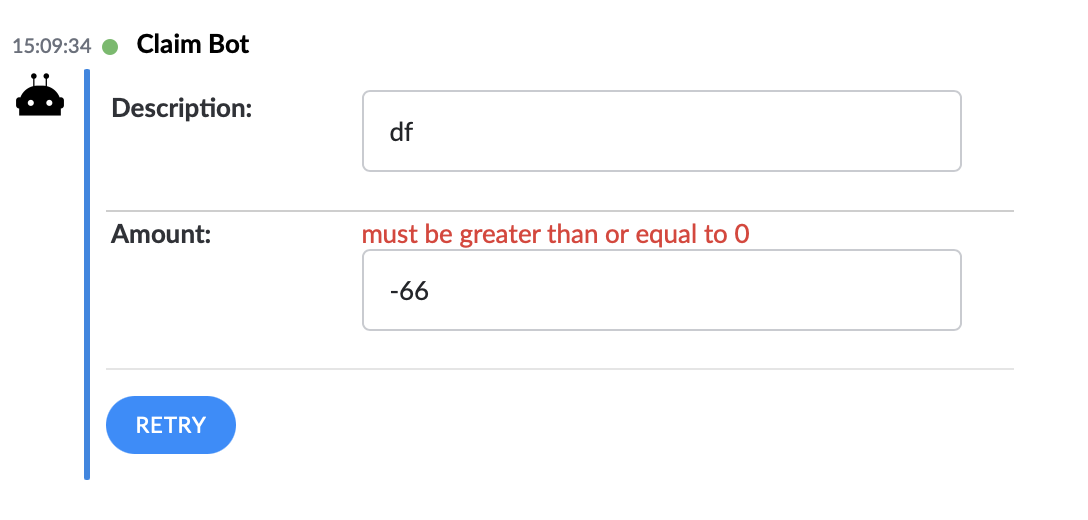 15:09:34 Claim Bot
Description:
df
Amount: must be greater than or equal to 0
-66
RETRY